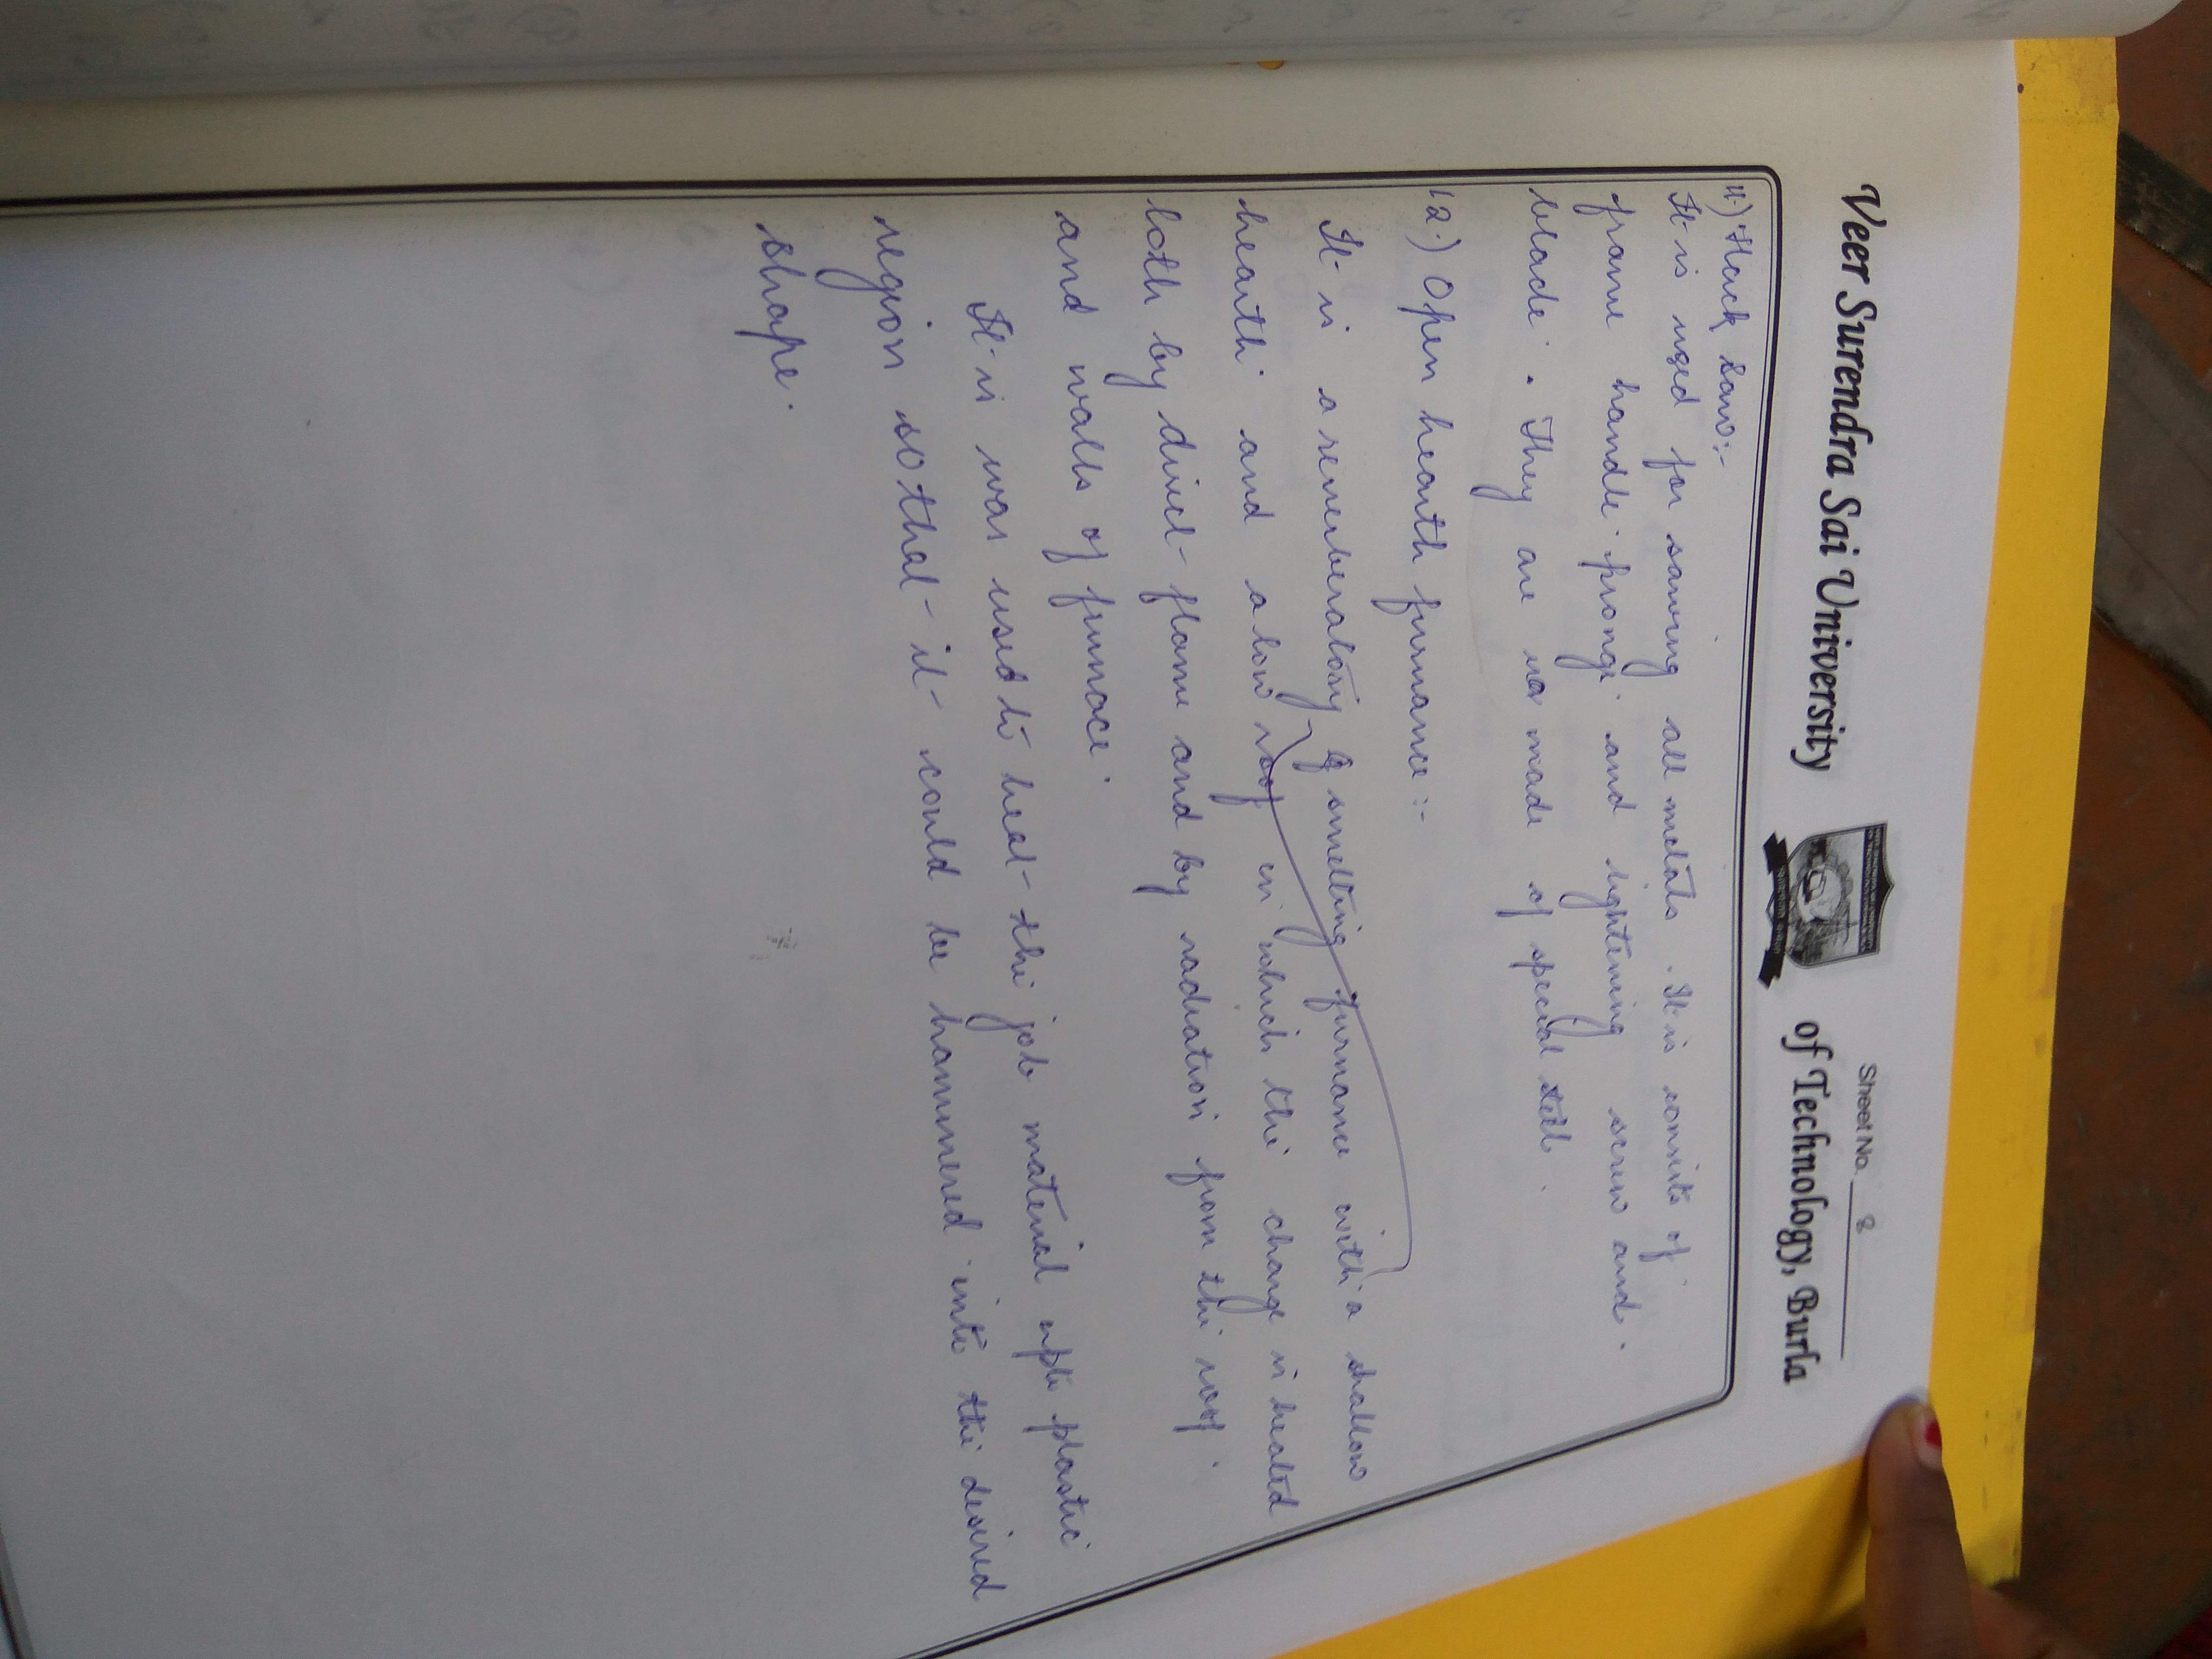 Sheet No. 8
Veer Surendra Sai University of Technology, Burla
11) Hack saw:-
It is used for sawing all metals. It is consists of
frame handle prongs and tightening screw and
blade. They are made of special steel.
12.) Open hearth furnance:-
It is a reverberatory smelting furnance with a shallow
hearth and a low roof in which the charge is heated
both by direct flame and by radiation from the roof
and walls of furnace.
It is was used to heat the job material upto plastic
region so that it could be hammered into the desired
shape.